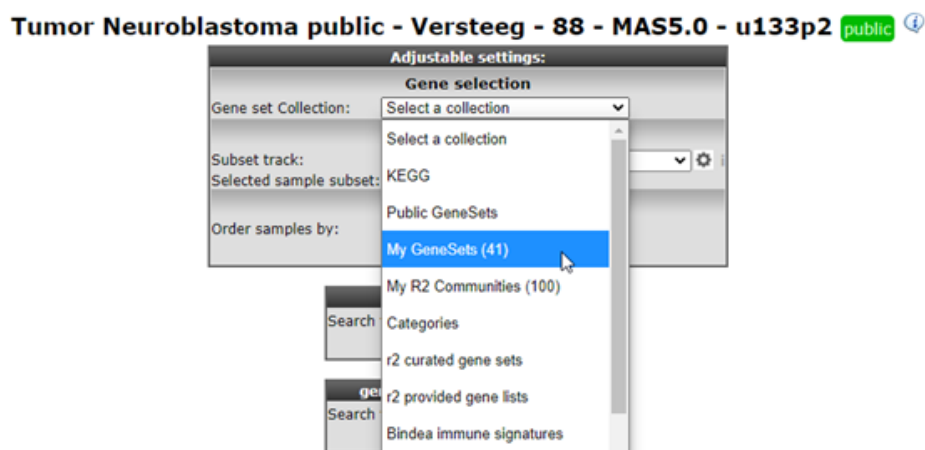 Tumor Neuroblastoma public - Versteeg - 88 - MAS5.0 - u133p2 public
Adjustable settings:
Gene selection
Gene set Collection: Select a collection
Select a collection
Subset track:
KEGG
Selected sample subset:
Public GeneSets
Order samples by:
My GeneSets (41)
My R2 Communities (100)
Search
Categories
r2 curated gene sets
r2 provided gene lists
Search
Bindea immune signatures